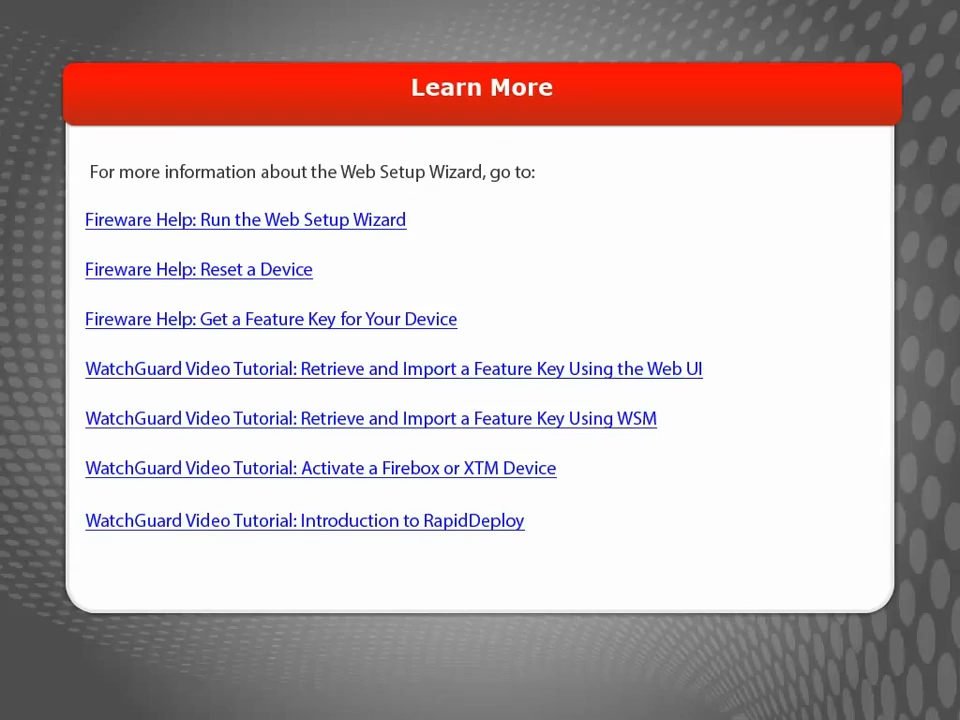 Learn More
For more information about the Web Setup Wizard, go to:
Fireware Help: Run the Web Setup Wizard
Fireware Help: Reset a Device
Fireware Help: Get a Feature Key for Your Device
WatchGuard Video Tutorial: Retrieve and Import a Feature Key Using the Web UI
WatchGuard Video Tutorial: Retrieve and Import a Feature Key Using WSM
WatchGuard Video Tutorial: Activate a Firebox or XTM Device
WatchGuard Video Tutorial: Introduction to RapidDeploy